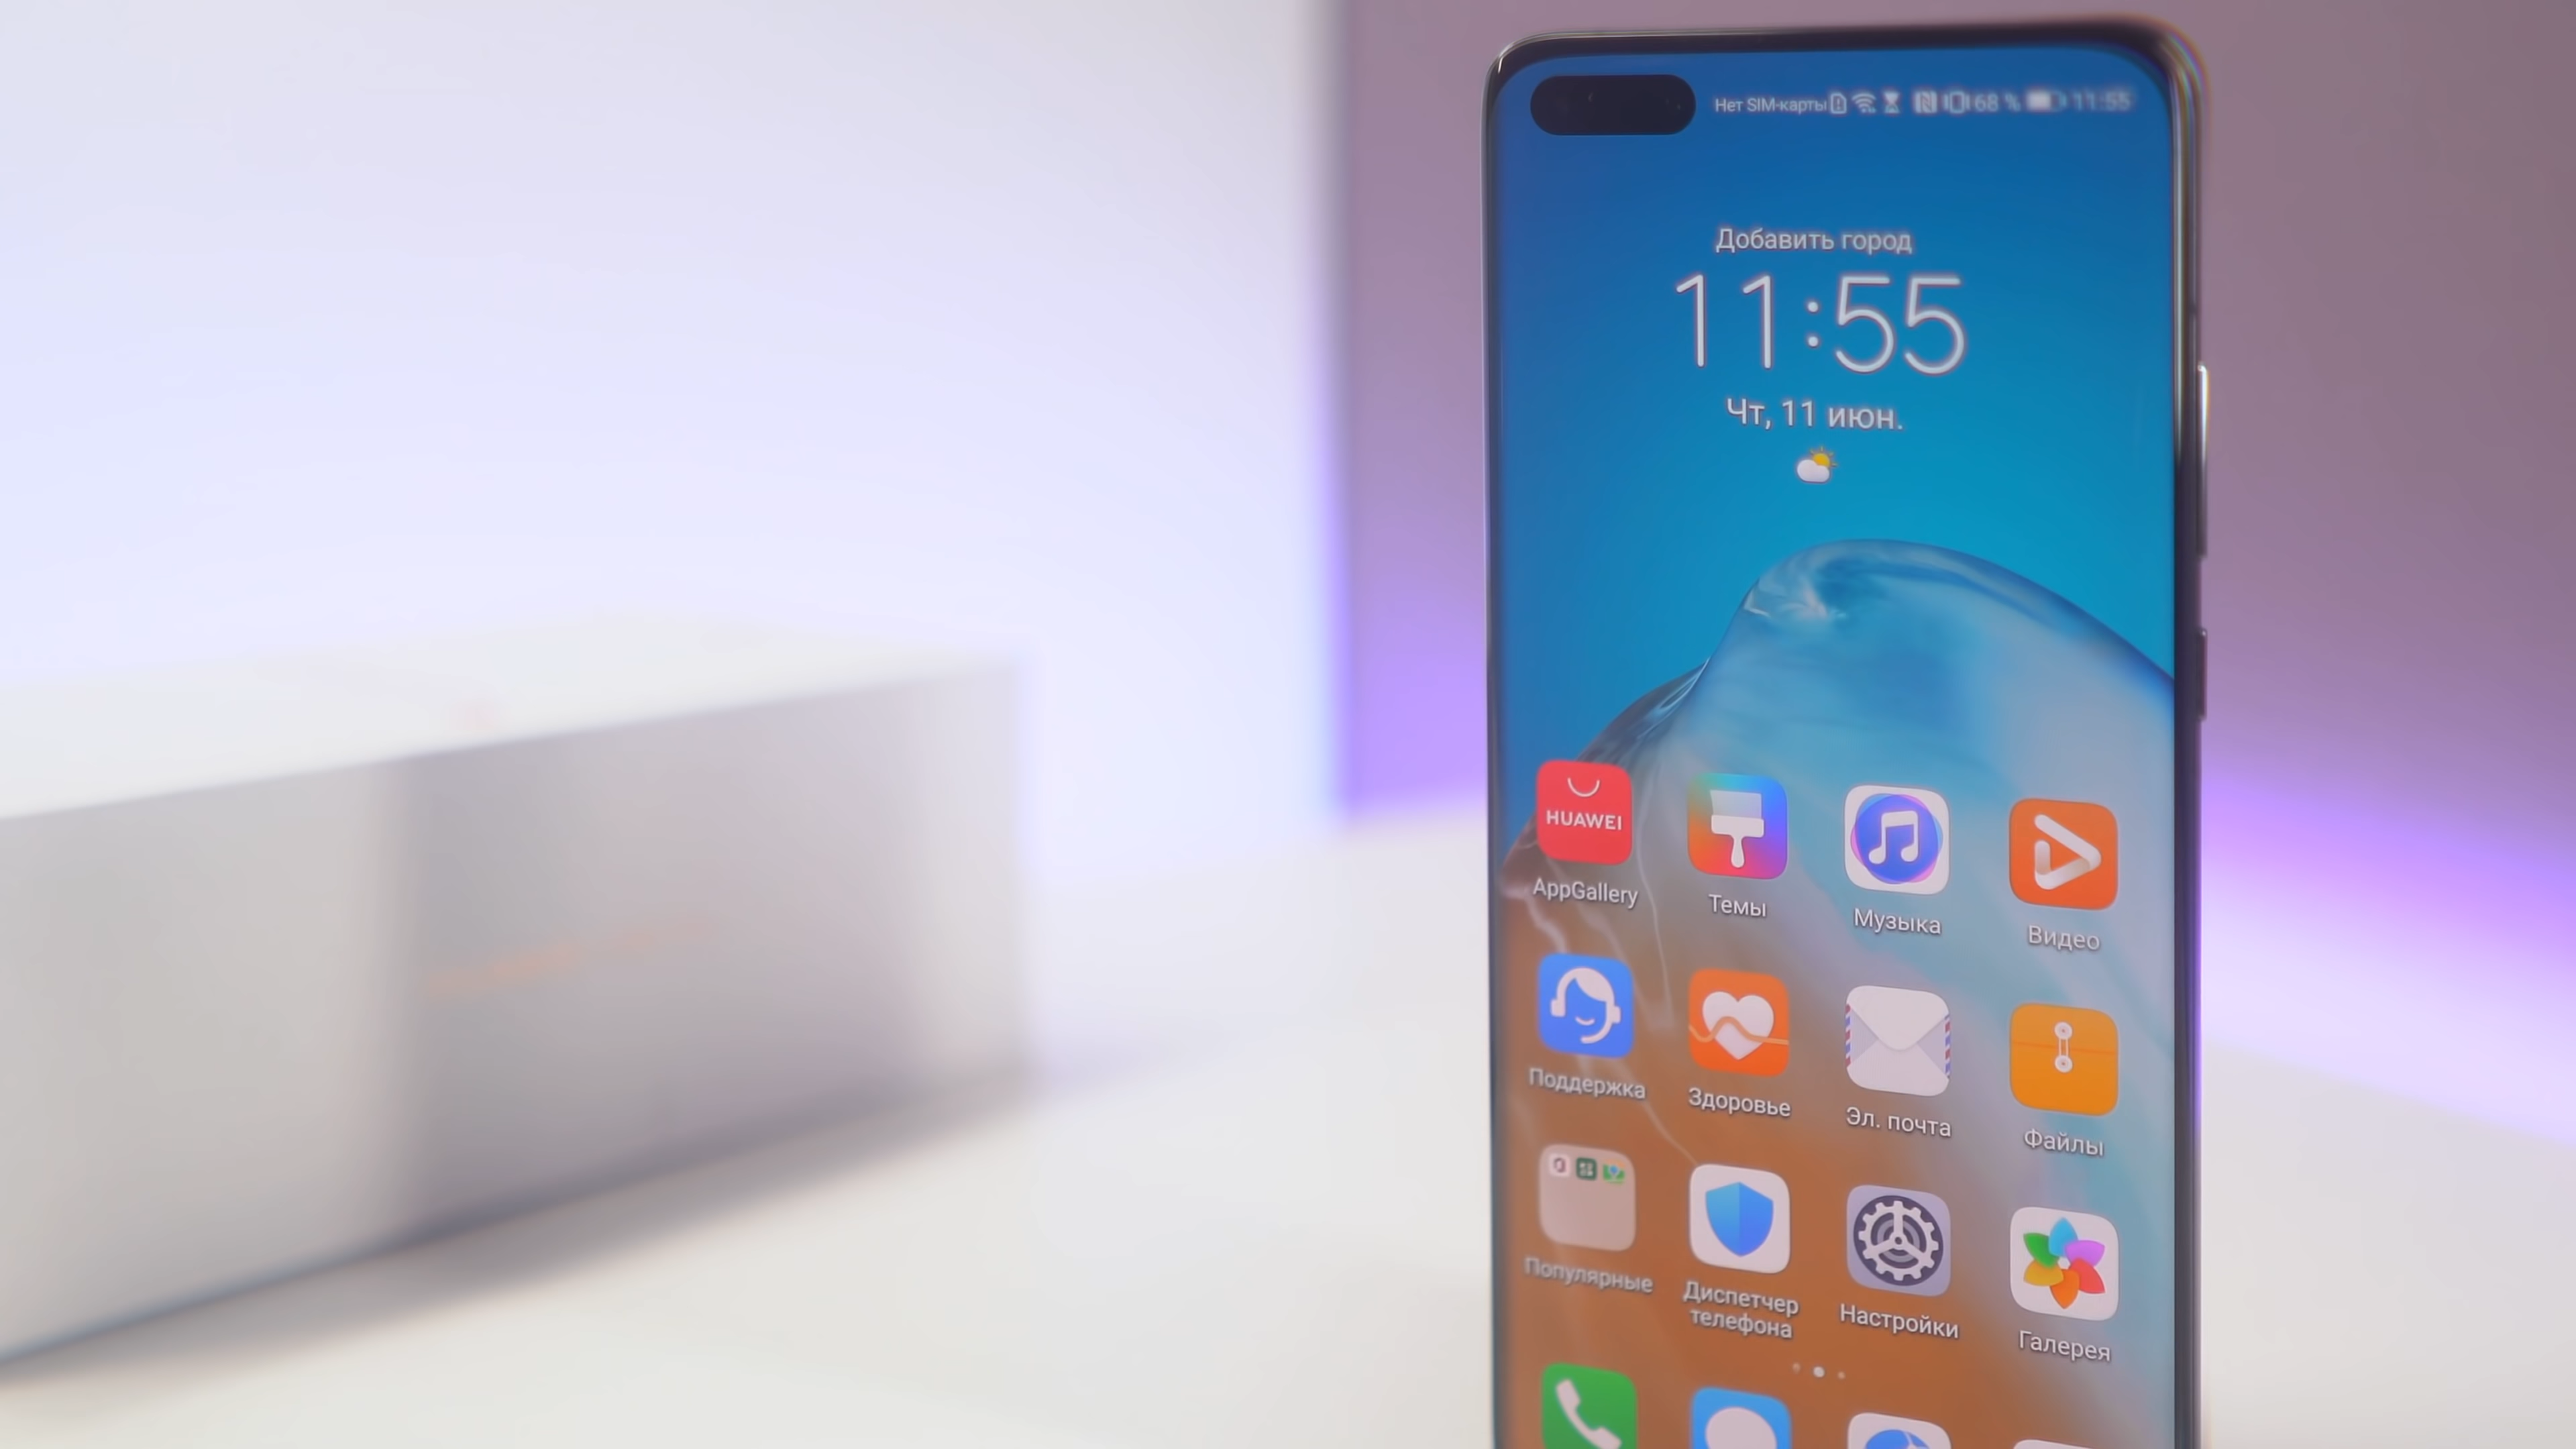 Нет SIM-карты 68 % 11:55
Добавить город
11:55
Чт, 11 июн.
HUAWEI
AppGallery
Темы
Музыка
Видео
Поддержка
Здоровье
Эл. почта
Файлы
Популярные
Диспетчер
телефона
Настройки
Галерея